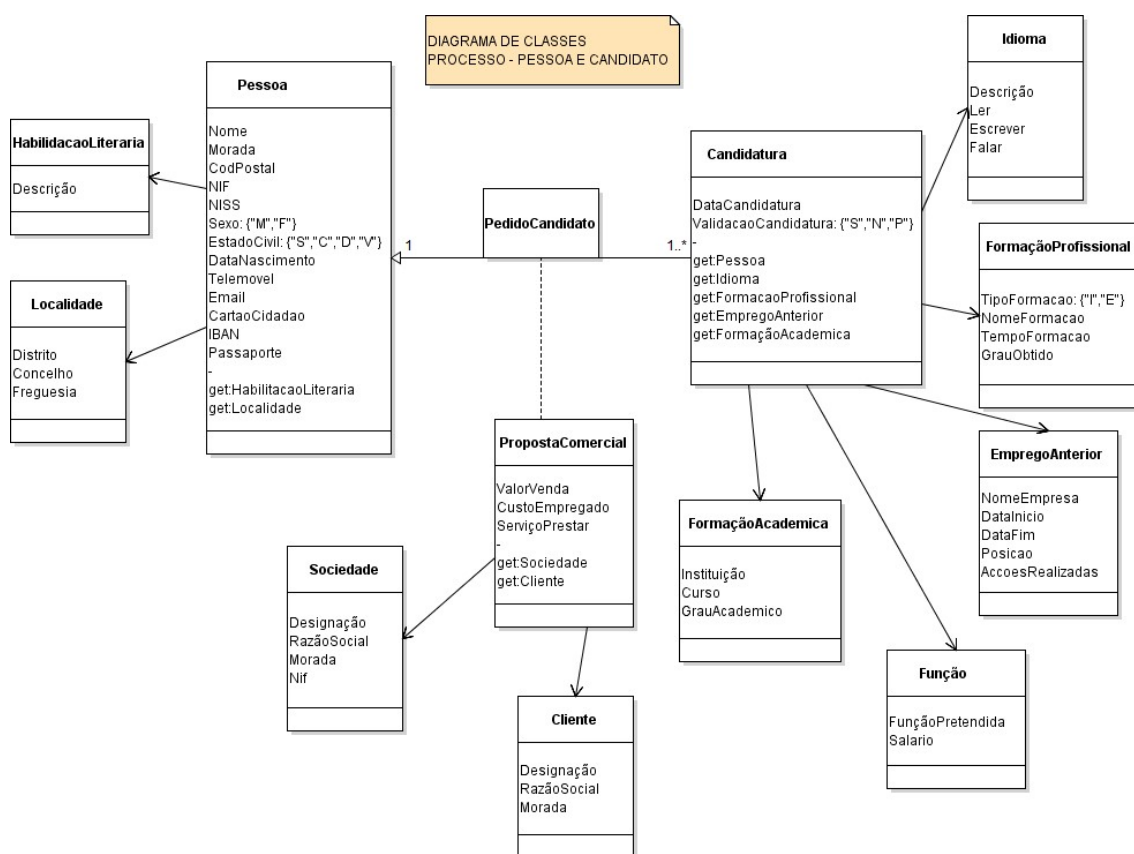 DIAGRAMA DE CLASSES
PROCESSO - PESSOA E CANDIDATO
Pessoa
Nome
Morada
CodPostal
NIF
NISS
Sexo: {"M","F"}
EstadoCivil: {"S","C","D","V"}
DataNascimento
Telemovel
Email
CartaoCidadao
IBAN
Passaporte
-
get:HabilitacaoLiteraria
get:Localidade
HabilidacaoLiteraria
Descrição
Localidade
Distrito
Concelho
Freguesia
PedidoCandidato
1
1..*
Candidatura
DataCandidatura
ValidacaoCandidatura: {"S","N","P"}
-
get:Pessoa
get:Idioma
get:FormacaoProfissional
get:EmpregoAnterior
get:FormaçãoAcademica
Idioma
Descrição
Ler
Escrever
Falar
FormaçãoProfissional
TipoFormacao: {"I","E"}
NomeFormacao
TempoFormacao
GrauObtido
EmpregoAnterior
NomeEmpresa
DataInicio
DataFim
Posicao
AccoesRealizadas
PropostaComercial
ValorVenda
CustoEmpregado
ServiçoPrestar
-
get:Sociedade
get:Cliente
FormaçãoAcademica
Instituição
Curso
GrauAcademico
Sociedade
Designação
RazãoSocial
Morada
Nif
Função
FunçãoPretendida
Salario
Cliente
Designação
RazãoSocial
Morada